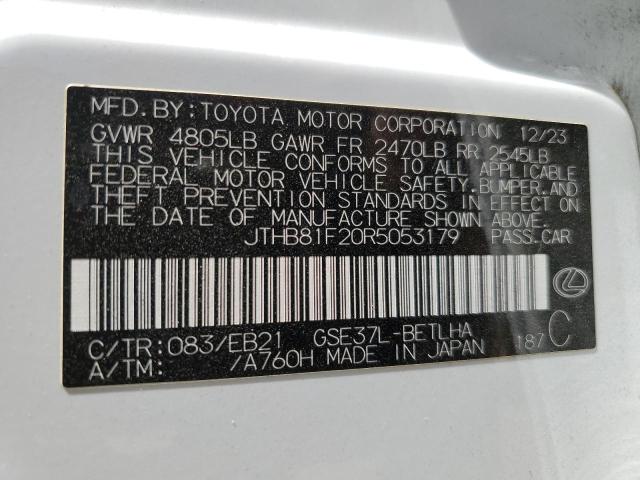 MFD. BY: TOYOTA MOTOR CORPORATION 12/23
GVWR 4805LB GAWR FR 2470LB RR 2545LB
THIS VEHICLE CONFORMS TO ALL APPLICABLE
FEDERAL MOTOR VEHICLE SAFETY, BUMPER, AND
THEFT PREVENTION STANDARDS IN EFFECT ON
THE DATE OF MANUFACTURE SHOWN ABOVE.
JTHB81F20R5053179 PASS.CAR
C/TR: 083/EB21 GSE37L-BETLHA
A/TM: /A760H MADE IN JAPAN 187 C